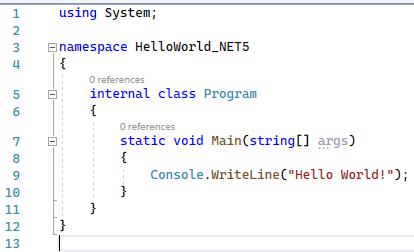 1 using System;
2
3 namespace HelloWorld_NET5
4 {
0 references
5 internal class Program
6 {
0 references
7 static void Main(string[] args)
8 {
9 Console.WriteLine("Hello World!");
10 }
11 }
12 }
13